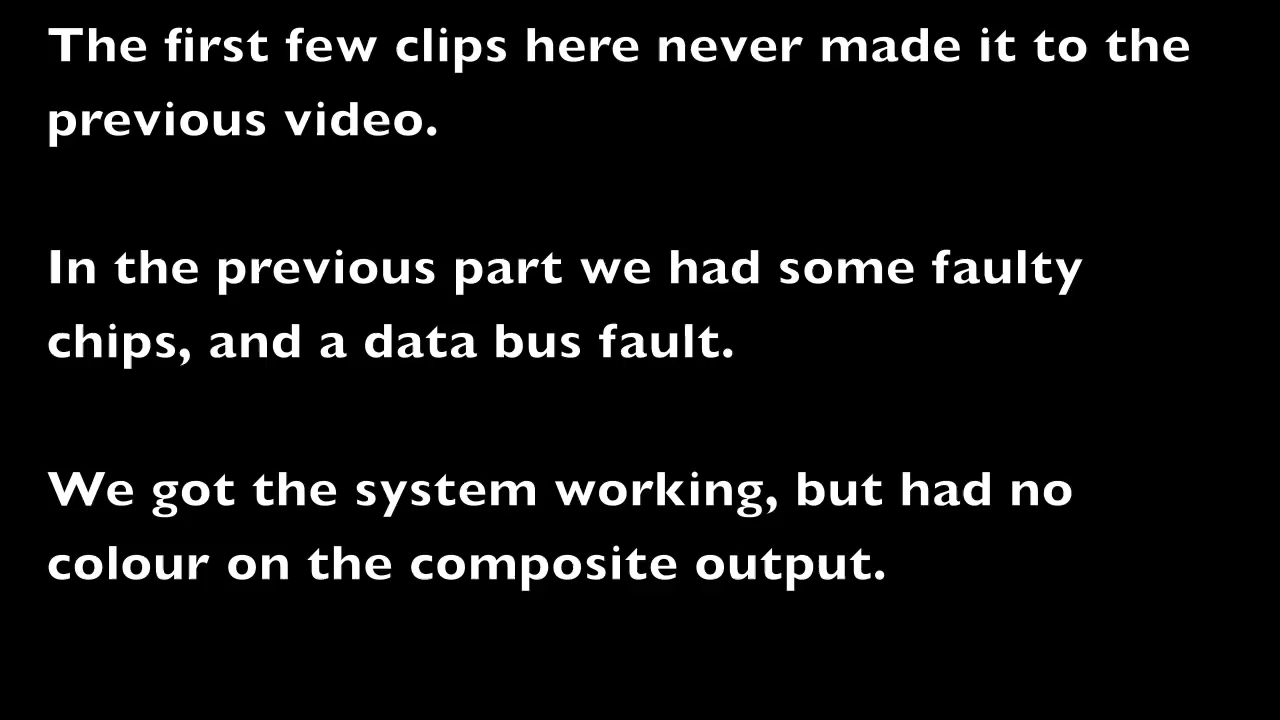 The first few clips here never made it to the
previous video.
In the previous part we had some faulty
chips, and a data bus fault.
We got the system working, but had no
colour on the composite output.